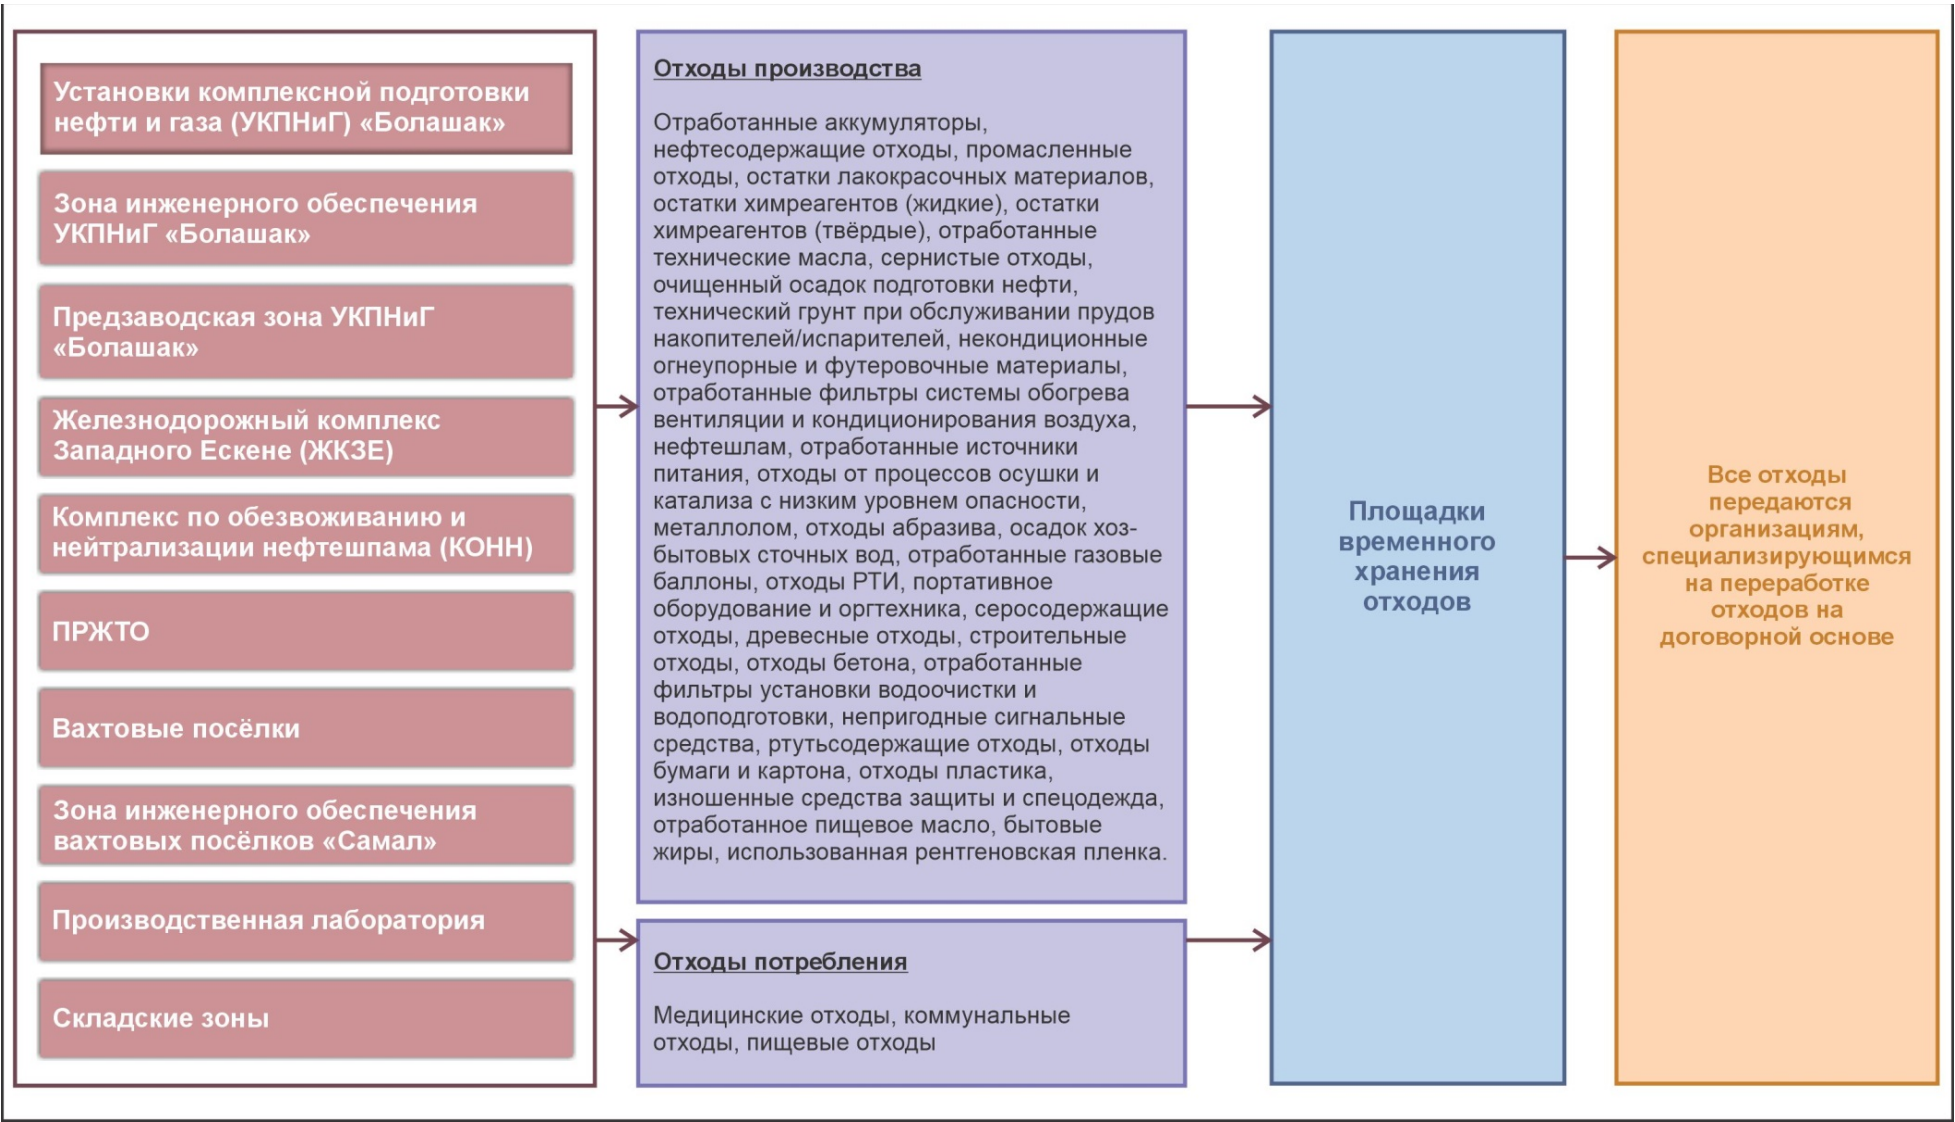 Установки комплексной подготовки
нефти и газа (УКПНиГ) «Болашак»
Зона инженерного обеспечения
УКПНиГ «Болашак»
Предзаводская зона УКПНиГ
«Болашак»
Железнодорожный комплекс
Западного Ескене (ЖКЗЕ)
Комплекс по обезвоживанию и
нейтрализации нефтешпама (КОНН)
ПРЖТО
Вахтовые посёлки
Зона инженерного обеспечения
вахтовых посёлков «Самал»
Производственная лаборатория
Складские зоны
Отходы производства
Отработанные аккумуляторы,
нефтесодержащие отходы, промасленные
отходы, остатки лакокрасочных материалов,
остатки химреагентов (жидкие), остатки
химреагентов (твёрдые), отработанные
технические масла, сернистые отходы,
очищенный осадок подготовки нефти,
технический грунт при обслуживании прудов
накопителей/испарителей, некондиционные
огнеупорные и футеровочные материалы,
отработанные фильтры системы обогрева
вентиляции и кондиционирования воздуха,
нефтешлам, отработанные источники
питания, отходы от процессов осушки и
катализа с низким уровнем опасности,
металлолом, отходы абразива, осадок хоз-
бытовых сточных вод, отработанные газовые
баллоны, отходы РТИ, портативное
оборудование и оргтехника, серосодержащие
отходы, древесные отходы, строительные
отходы, отходы бетона, отработанные
фильтры установки водоочистки и
водоподготовки, непригодные сигнальные
средства, ртутьсодержащие отходы, отходы
бумаги и картона, отходы пластика,
изношенные средства защиты и спецодежда,
отработанное пищевое масло, бытовые
жиры, использованная рентгеновская пленка.
Отходы потребления
Медицинские отходы, коммунальные
отходы, пищевые отходы
Площадки
временного
хранения
отходов
Все отходы
передаются
организациям,
специализирующимся
на переработке
отходов на
договорной основе